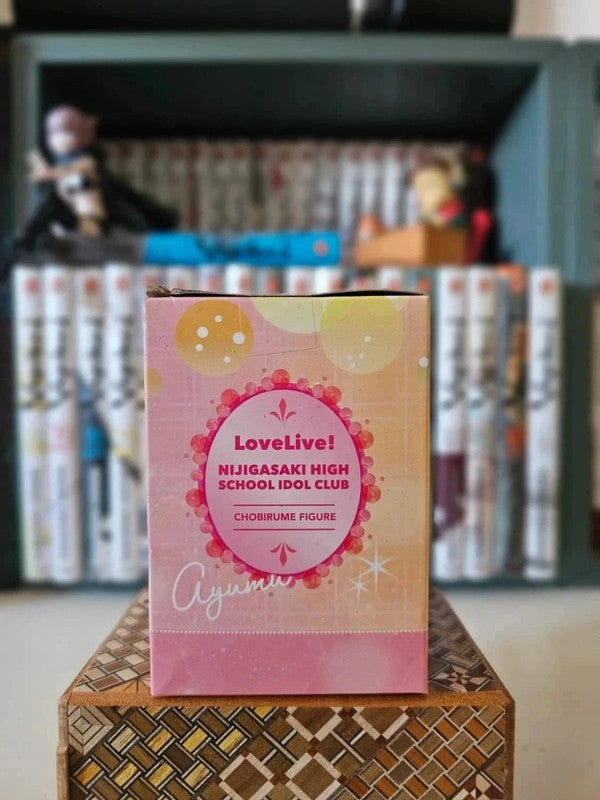 LoveLive!
NIJIGASAKI HIGH
SCHOOL IDOL CLUB
CHOBIRUME FIGURE
Ayumu